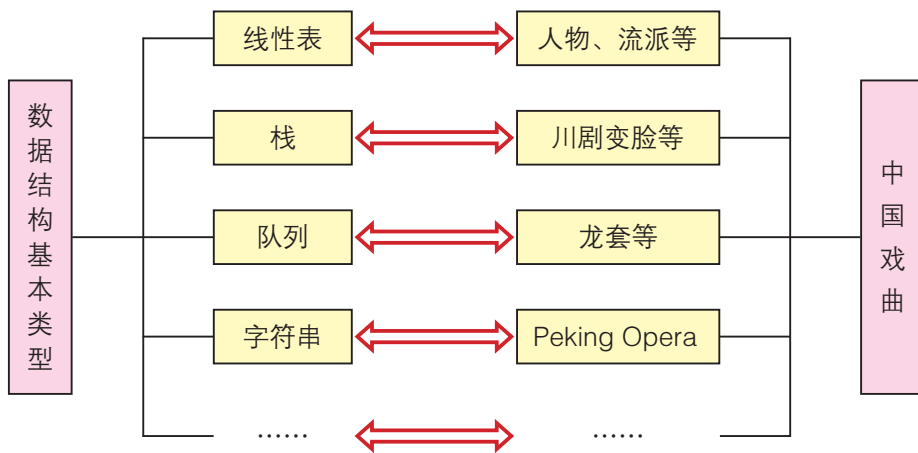 数据结构基本类型
线性表
人物、流派等
栈
川剧变脸等
队列
龙套等
字符串
Peking Opera
……
……
中国戏曲